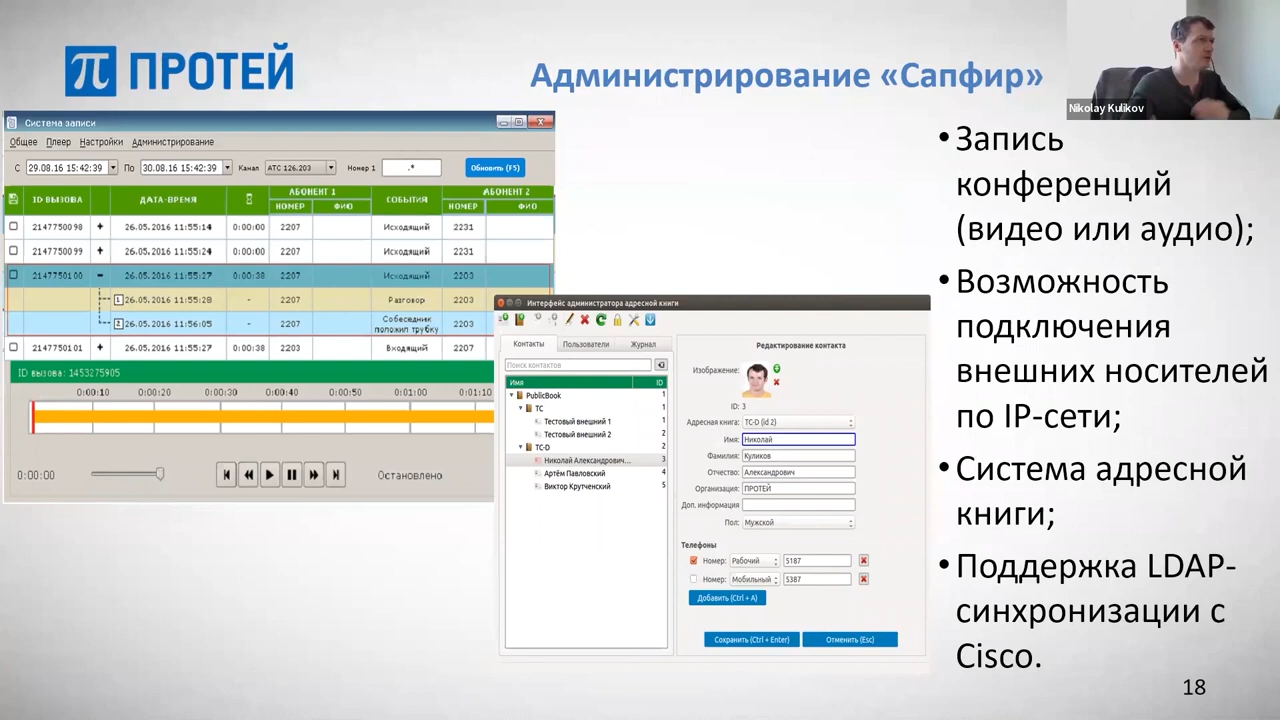 ПРОТЕЙ
Администрирование «Сапфир»
Nikolay Kulikov
Система записи
Общее Плеер Настройки Администрирование
С 29.08.16 15:42:39 По 30.08.16 15:42:39 Канал АТС 126.203 Номер 1 .* Обновить (F5)
ID ВЫЗОВА ДАТА-ВРЕМЯ АБОНЕНТ 1 СОБЫТИЯ АБОНЕНТ 2
НОМЕР ФИО НОМЕР ФИО
2147750098 + 26.05.2016 11:55:14 0:00:00 2207 Исходящий 2231
2147750099 + 26.05.2016 11:55:24 0:00:00 2207 Исходящий 2231
2147750100 - 26.05.2016 11:55:27 0:00:38 2207 Исходящий 2203
1 26.05.2016 11:55:28 - 2207 Разговор 2203
2 26.05.2016 11:56:05 - 2207 Собеседник положил трубку 2203
2147750101 + 26.05.2016 11:55:27 0:00:38 2203 Входящий 2207
ID вызова: 1453275905
0:00:10 0:00:20 0:00:30 0:00:40 0:00:50 0:01:00 0:01:10
0:00:00 Остановлено
Интерфейс администратора адресной книги
Контакты Пользователи Журнал
Поиск контактов
Имя ID
PublicBook 1
TC 1
Тестовый внешний 1 1
Тестовый внешний 2 2
TC-D 2
Николай Александрович... 3
Артём Павловский 4
Виктор Крутченский 5
Редактирование контакта
Изображение:
ID: 3
Адресная книга: TC-D (id 2)
Имя: Николай
Фамилия: Куликов
Отчество: Александрович
Организация: ПРОТЕЙ
Доп. информация
Пол: Мужской
Телефоны
Номер: Рабочий 5187
Номер: Мобильный 5387
Добавить (Ctrl + A)
Сохранить (Ctrl + Enter) Отменить (Esc)
• Запись
конференций
(видео или аудио);
• Возможность
подключения
внешних носителей
по IP-сети;
• Система адресной
книги;
• Поддержка LDAP-
синхронизации с
Cisco.
18